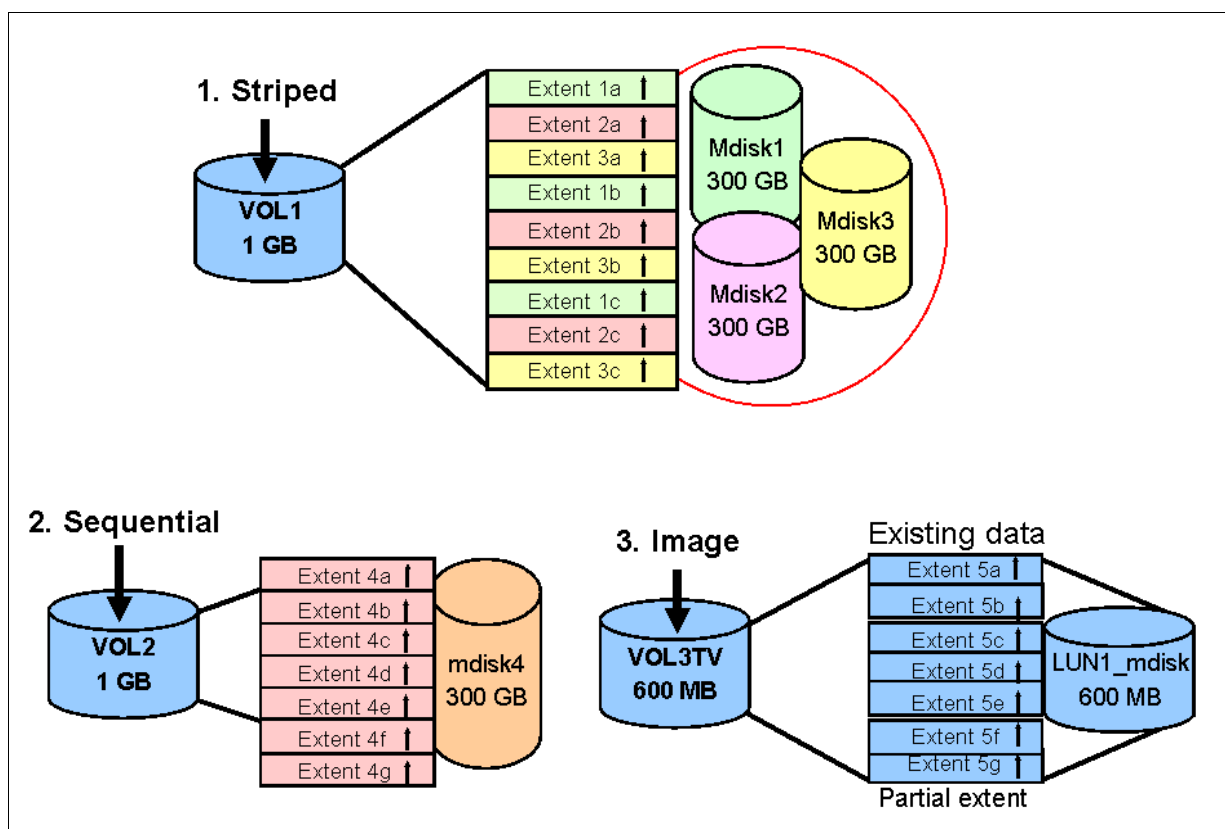 1. Striped
VOL1
1 GB
Extent 1a
Extent 2a
Extent 3a
Extent 1b
Extent 2b
Extent 3b
Extent 1c
Extent 2c
Extent 3c
Mdisk1
300 GB
Mdisk3
300 GB
Mdisk2
300 GB
2. Sequential
VOL2
1 GB
Extent 4a
Extent 4b
Extent 4c
Extent 4d
Extent 4e
Extent 4f
Extent 4g
mdisk4
300 GB
3. Image
VOL3TV
600 MB
Existing data
Extent 5a
Extent 5b
Extent 5c
Extent 5d
Extent 5e
Extent 5f
Extent 5g
Partial extent
LUN1_mdisk
600 MB